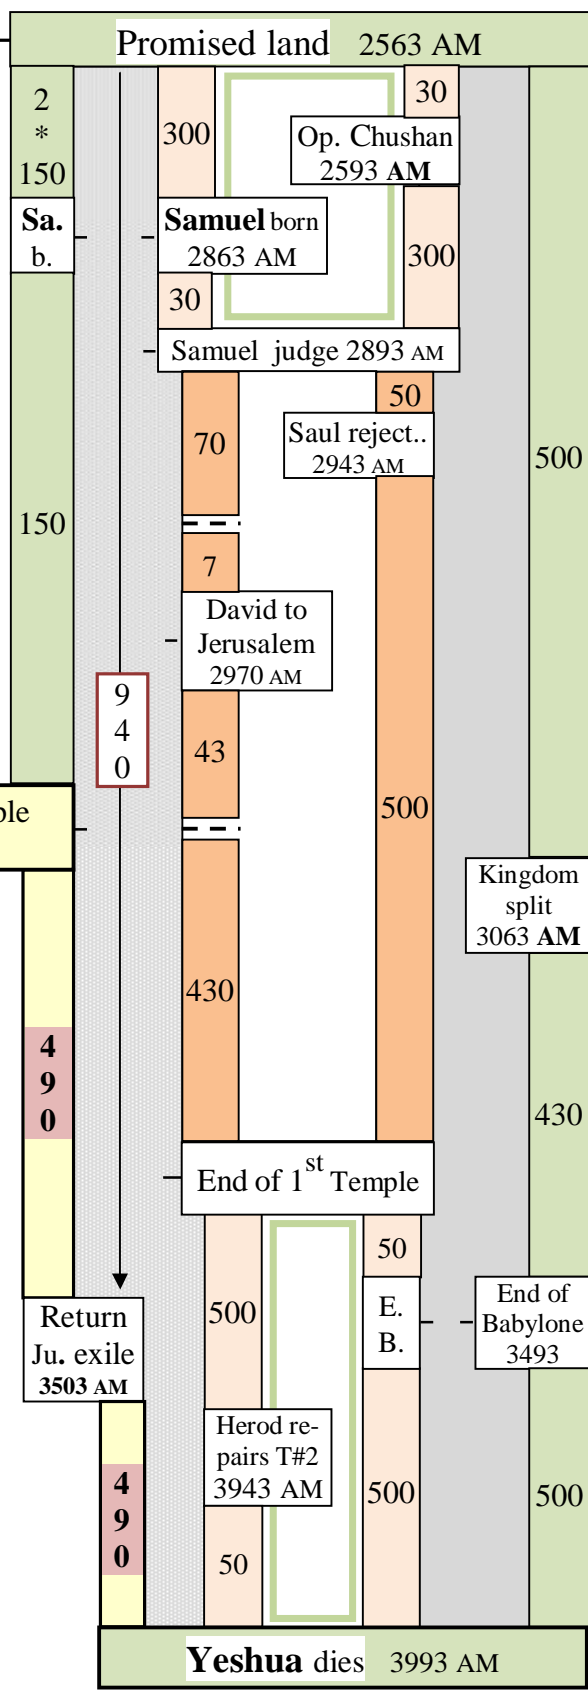 Promised land 2563 AM
2
*
150
300
30
Op. Chushan
2593 AM
Sa.
b.
Samuel born
2863 AM
300
30
Samuel judge 2893 AM
70
50
Saul reject..
2943 AM
500
150
7
David to
Jerusalem
2970 AM
9
4
0
43
500
Kingdom
split
3063 AM
430
4
9
0
430
End of 1st Temple
50
500
Return
Ju. exile
3503 AM
E.
B.
End of
Babylone
3493
Herod re-
pairs T#2
3943 AM
4
9
0
500
500
50
Yeshua dies 3993 AM